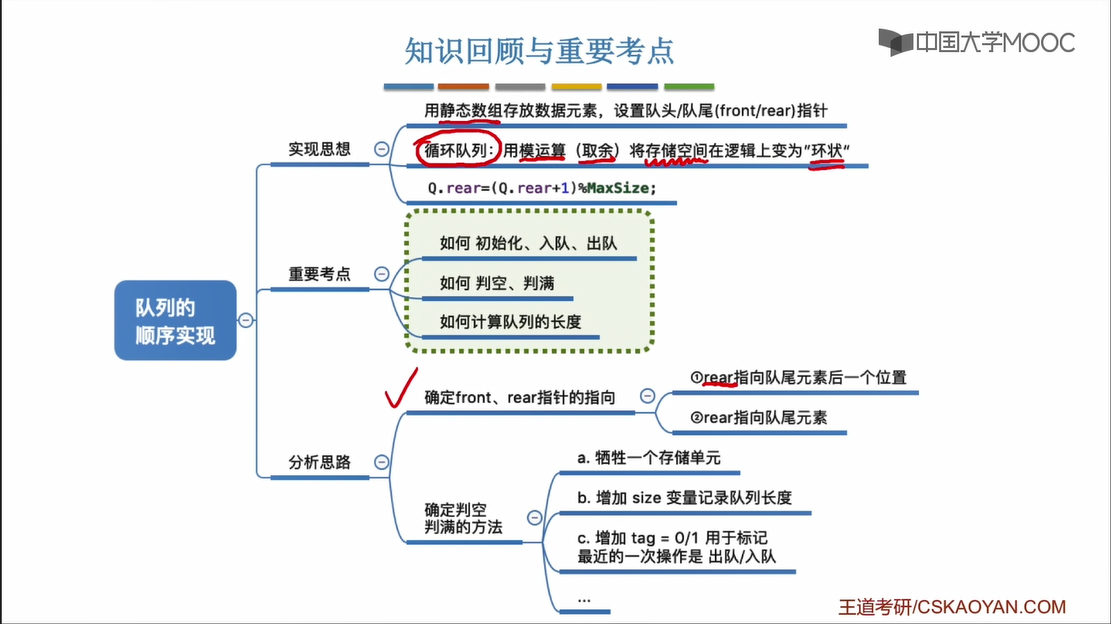 中国大学MOOC
知识回顾与重要考点
队列的
顺序实现
实现思想
用静态数组存放数据元素，设置队头/队尾(front/rear)指针
循环队列：用模运算（取余）将存储空间在逻辑上变为"环状"
Q.rear=(Q.rear+1)%MaxSize;
重要考点
如何 初始化、入队、出队
如何 判空、判满
如何计算队列的长度
分析思路
确定front、rear指针的指向
①rear指向队尾元素后一个位置
②rear指向队尾元素
确定判空
判满的方法
a. 牺牲一个存储单元
b. 增加 size 变量记录队列长度
c. 增加 tag = 0/1 用于标记
最近的一次操作是 出队/入队
...
王道考研/CSKAOYAN.COM